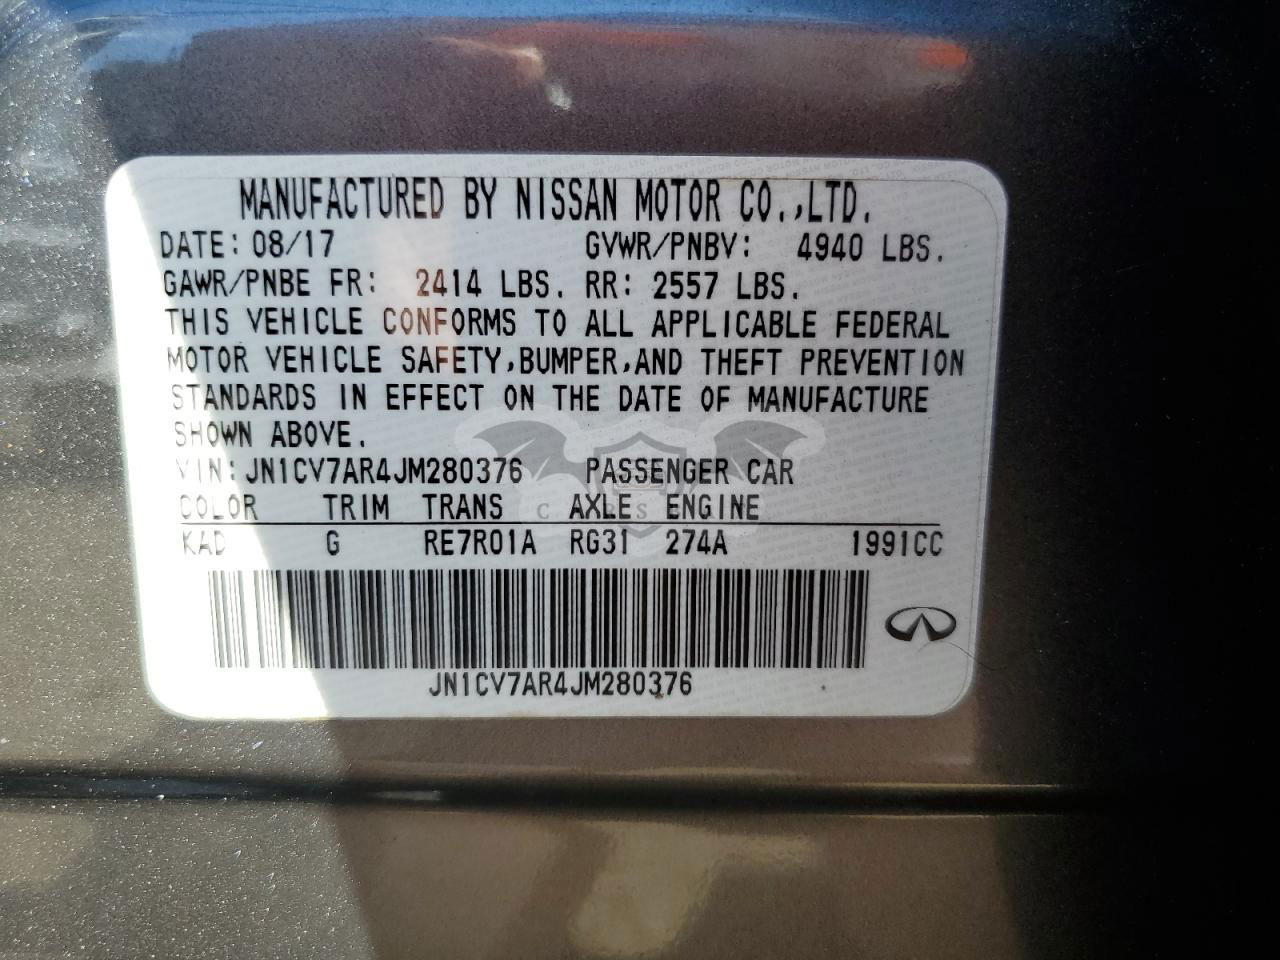 MANUFACTURED BY NISSAN MOTOR CO.,LTD.
DATE: 08/17 GVWR/PNBV: 4940 LBS.
GAWR/PNBE FR: 2414 LBS. RR: 2557 LBS.
THIS VEHICLE CONFORMS TO ALL APPLICABLE FEDERAL
MOTOR VEHICLE SAFETY,BUMPER,AND THEFT PREVENTION
STANDARDS IN EFFECT ON THE DATE OF MANUFACTURE
SHOWN ABOVE.
VIN: JN1CV7AR4JM280376 PASSENGER CAR
COLOR TRIM TRANS AXLE ENGINE
KAD G RE7R01A RG31 274A 1991CC
JN1CV7AR4JM280376